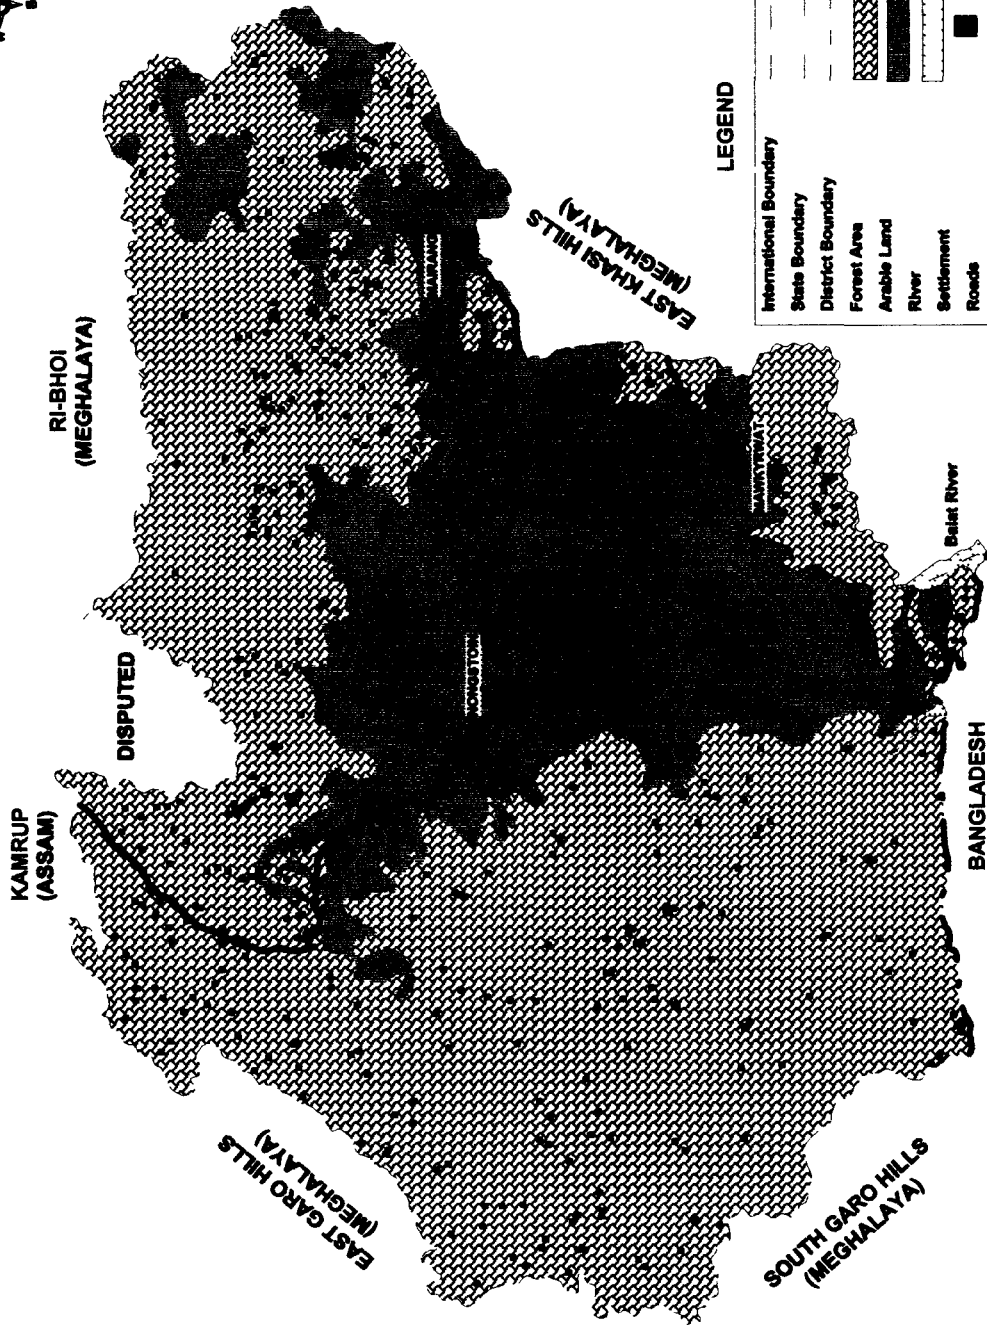 KAMRUP
(ASSAM)
DISPUTED
RI-BHOI
(MEGHALAYA)
EAST GARO HILLS
(MEGHALAYA)
EAST KHASI HILLS
(MEGHALAYA)
SOUTH GARO HILLS
(MEGHALAYA)
BANGLADESH
Balat River
LEGEND
International Boundary
State Boundary
District Boundary
Forest Area
Arable Land
River
Settlement
Roads